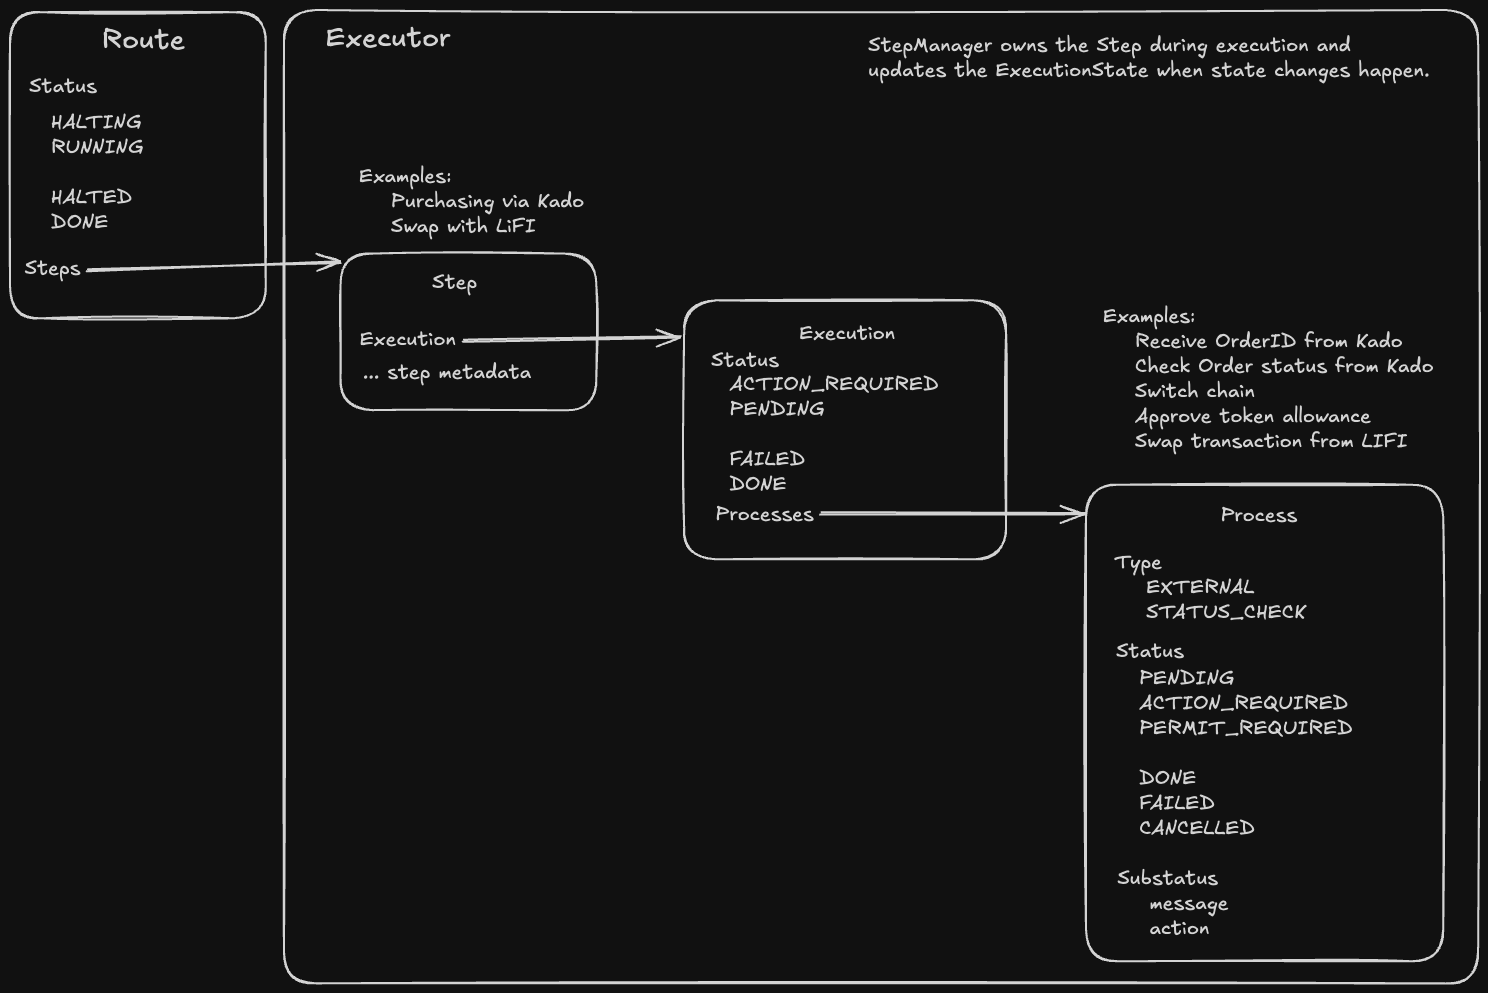 Route
Status
HALTING
RUNNING
HALTED
DONE
Steps
Executor
StepManager owns the Step during execution and
updates the ExecutionState when state changes happen.
Examples:
Purchasing via Kado
Swap with LiFI
Step
Execution
... step metadata
Execution
Status
ACTION_REQUIRED
PENDING
FAILED
DONE
Processes
Examples:
Receive OrderID from Kado
Check Order status from Kado
Switch chain
Approve token allowance
Swap transaction from LIFI
Process
Type
EXTERNAL
STATUS_CHECK
Status
PENDING
ACTION_REQUIRED
PERMIT_REQUIRED
DONE
FAILED
CANCELLED
Substatus
message
action